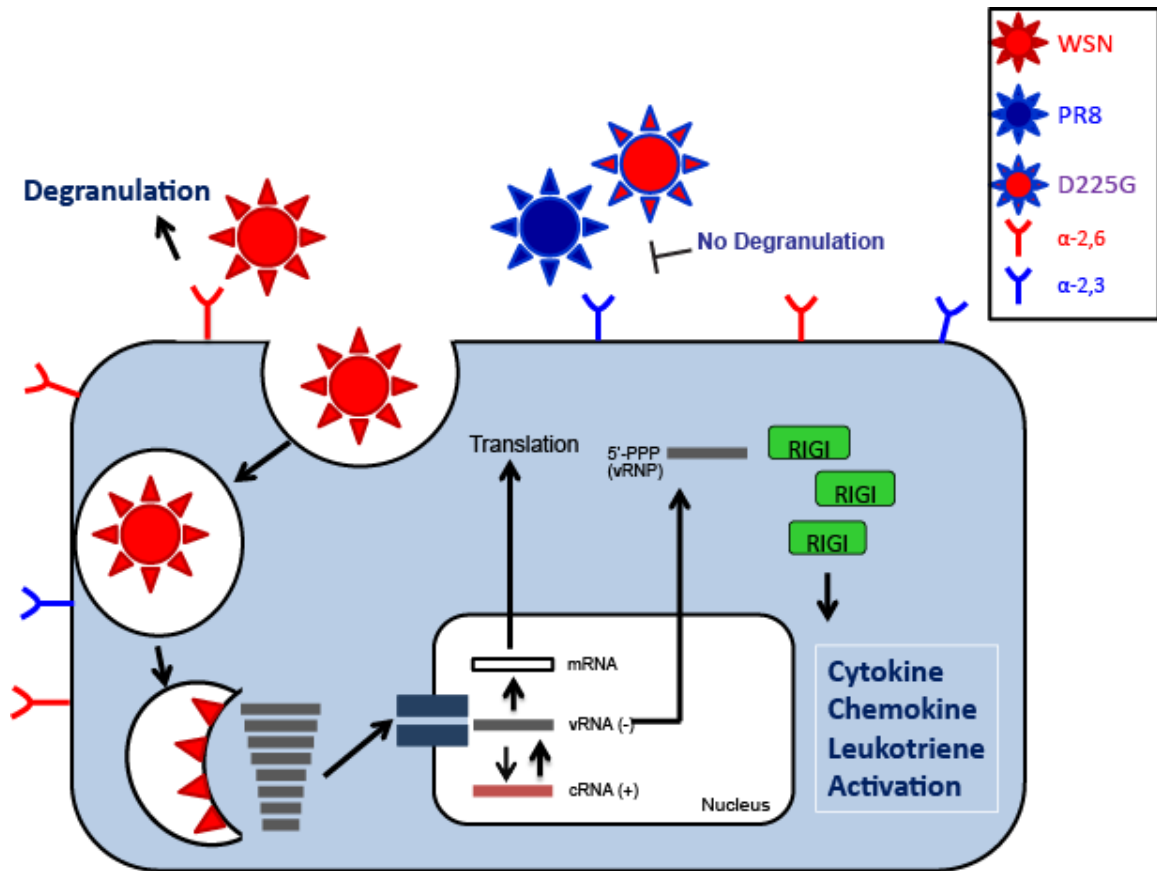 WSN
PR8
D225G
α-2,6
α-2,3
Degranulation
No Degranulation
Translation
5'-PPP
(vRNP)
RIGI
RIGI
RIGI
mRNA
vRNA (-)
cRNA (+)
Nucleus
Cytokine
Chemokine
Leukotriene
Activation